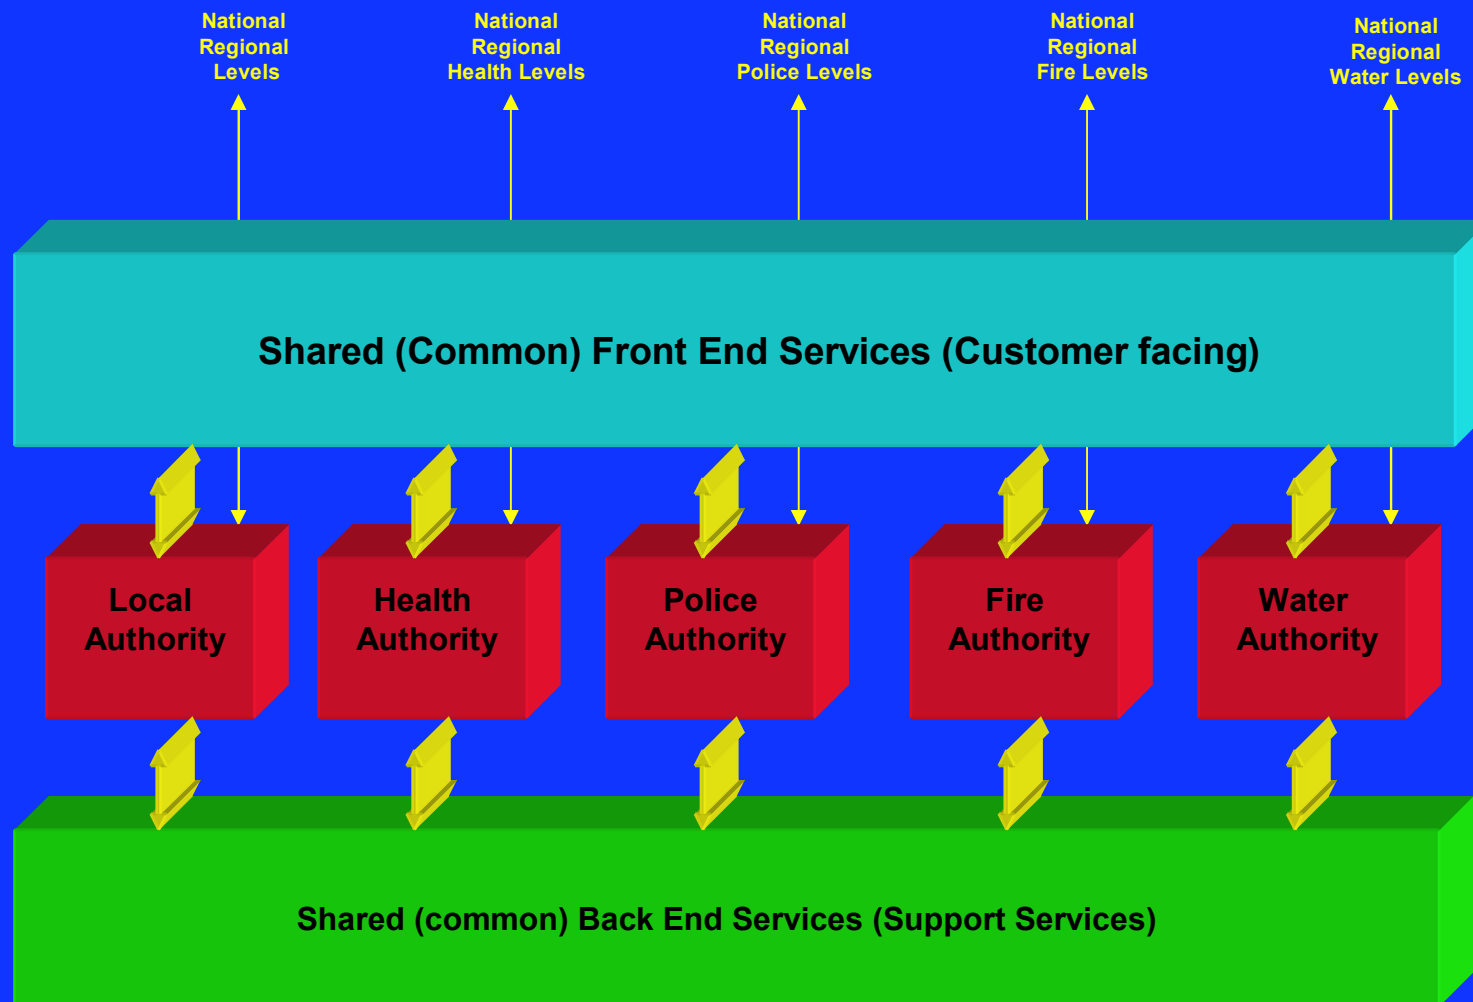 National
Regional
Levels
National
Regional
Health Levels
National
Regional
Police Levels
National
Regional
Fire Levels
National
Regional
Water Levels
Shared (Common) Front End Services (Customer facing)
Local
Authority
Health
Authority
Police
Authority
Fire
Authority
Water
Authority
Shared (common) Back End Services (Support Services)